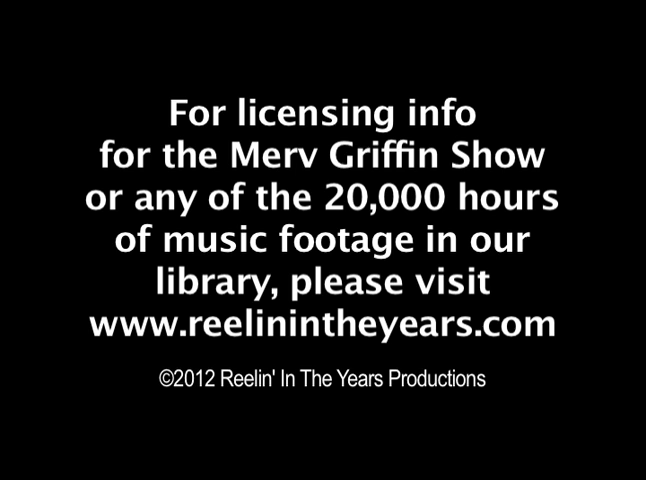 For licensing info
for the Merv Griffin Show
or any of the 20,000 hours
of music footage in our
library, please visit
www.reelinintheyears.com
©2012 Reelin' In The Years Productions